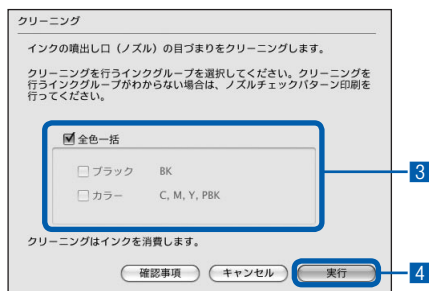 クリーニング
インクの噴出し口（ノズル）の目づまりをクリーニングします。
クリーニングを行うインクグループを選択してください。クリーニングを
行うインクグループがわからない場合は、ノズルチェックパターン印刷を
行ってください。
全色一括
ブラック BK
カラー C, M, Y, PBK
3
クリーニングはインクを消費します。
確認事項 キャンセル 実行
4